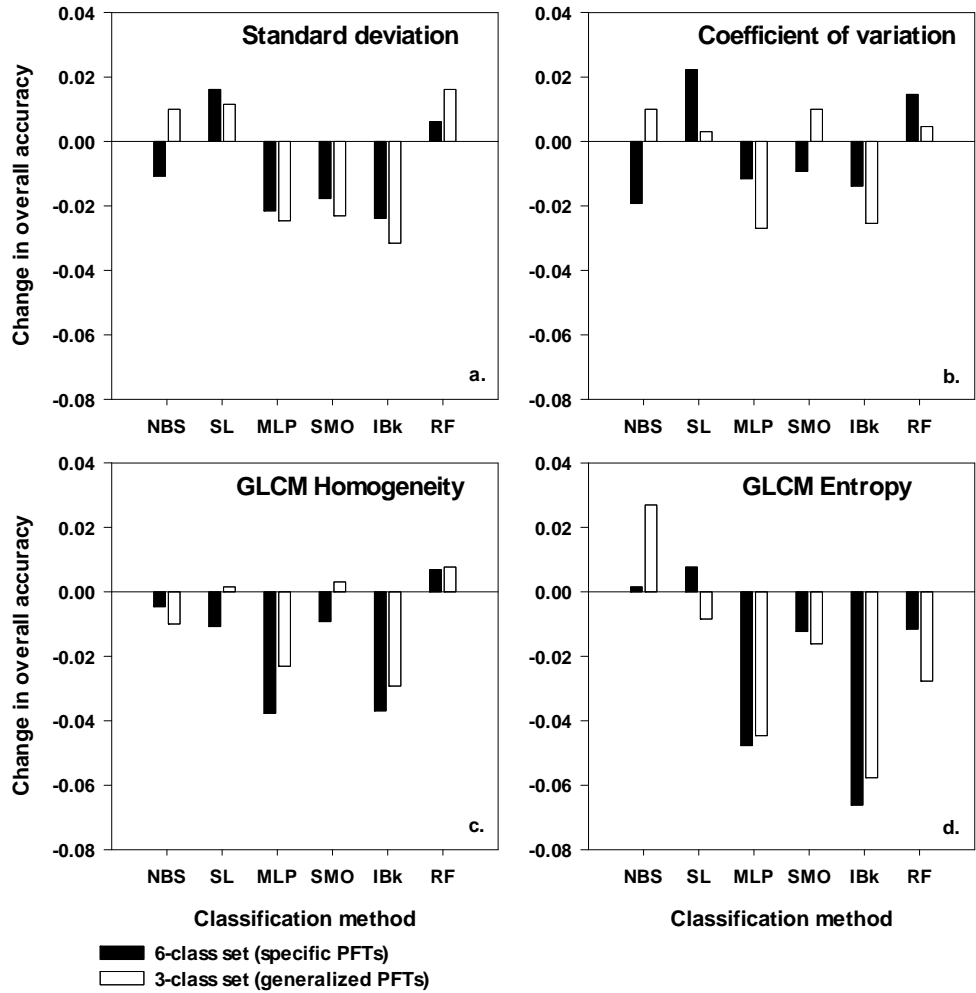 Standard deviation
Coefficient of variation
Change in overall accuracy
0.04
0.02
0.00
-0.02
-0.04
-0.06
-0.08
a.
NBS SL MLP SMO IBk RF
0.04
0.02
0.00
-0.02
-0.04
-0.06
-0.08
b.
NBS SL MLP SMO IBk RF
GLCM Homogeneity
GLCM Entropy
Change in overall accuracy
0.04
0.02
0.00
-0.02
-0.04
-0.06
-0.08
c.
NBS SL MLP SMO IBk RF
Classification method
0.04
0.02
0.00
-0.02
-0.04
-0.06
-0.08
d.
NBS SL MLP SMO IBk RF
Classification method
6-class set (specific PFTs)
3-class set (generalized PFTs)